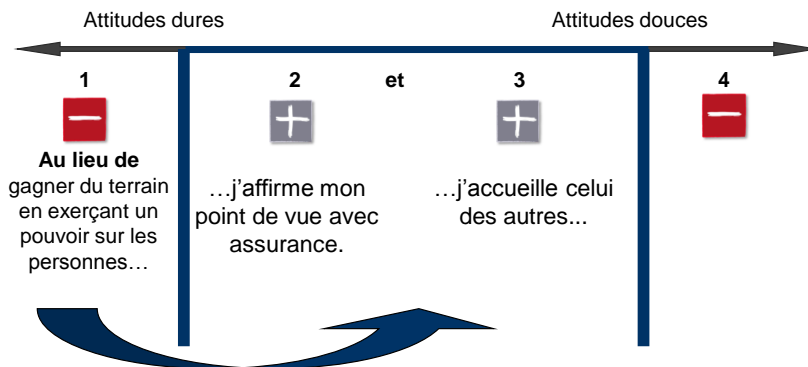 Attitudes dures
Attitudes douces
1
2
et
3
4
Au lieu de
gagner du terrain
en exerçant un
pouvoir sur les
personnes…
…j’affirme mon
point de vue avec
assurance.
…j’accueille celui
des autres...